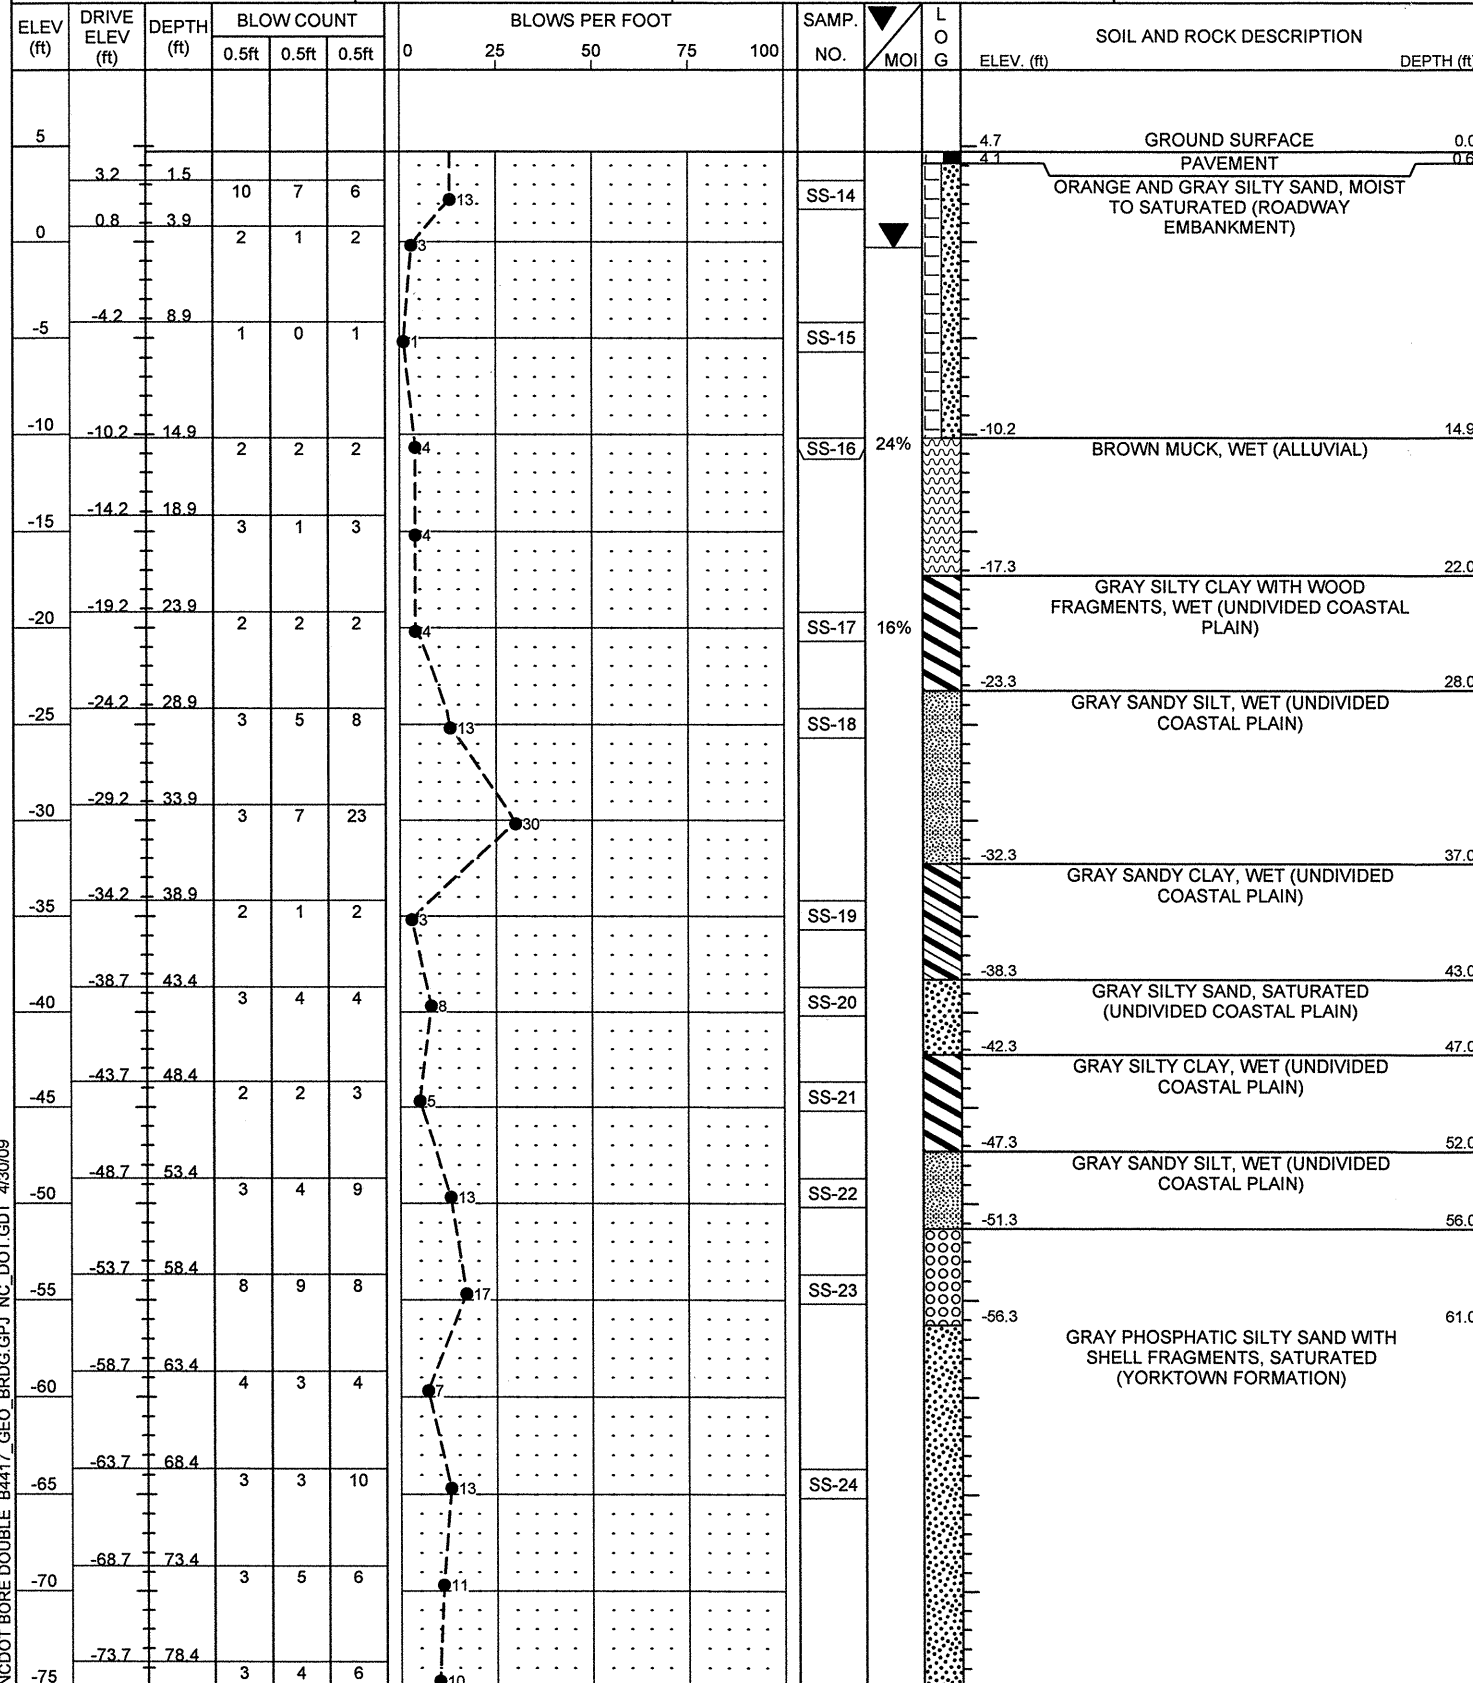 ELEV (ft) DRIVE ELEV (ft) DEPTH (ft) BLOW COUNT BLOWS PER FOOT SAMP. NO. MOI L O G SOIL AND ROCK DESCRIPTION
0.5ft 0.5ft 0.5ft 0 25 50 75 100 ELEV. (ft) DEPTH (ft
5 4.7 GROUND SURFACE 0.0
4.1 PAVEMENT 0.6
3.2 1.5 10 7 6 13 SS-14 ORANGE AND GRAY SILTY SAND, MOIST
TO SATURATED (ROADWAY
EMBANKMENT)
0 0.8 3.9 2 1 2 3
-5 -4.2 8.9 1 0 1 1 SS-15
-10 -10.2 14.9 -10.2 14.9
2 2 2 4 SS-16 24% BROWN MUCK, WET (ALLUVIAL)
-15 -14.2 18.9 3 1 3 4
-17.3 22.0
GRAY SILTY CLAY WITH WOOD
FRAGMENTS, WET (UNDIVIDED COASTAL
PLAIN)
-20 -19.2 23.9 2 2 2 4 SS-17 16%
-23.3 28.0
GRAY SANDY SILT, WET (UNDIVIDED
COASTAL PLAIN)
-25 -24.2 28.9 3 5 8 13 SS-18
-30 -29.2 33.9 3 7 23 30
-32.3 37.0
GRAY SANDY CLAY, WET (UNDIVIDED
COASTAL PLAIN)
-35 -34.2 38.9 2 1 2 3 SS-19
-38.3 43.0
GRAY SILTY SAND, SATURATED
(UNDIVIDED COASTAL PLAIN)
-40 -38.7 43.4 3 4 4 8 SS-20
-42.3 47.0
GRAY SILTY CLAY, WET (UNDIVIDED
COASTAL PLAIN)
-45 -43.7 48.4 2 2 3 5 SS-21
-47.3 52.0
GRAY SANDY SILT, WET (UNDIVIDED
COASTAL PLAIN)
-50 -48.7 53.4 3 4 9 13 SS-22
-51.3 56.0
-55 -53.7 58.4 8 9 8 17 SS-23
-56.3 61.0
GRAY PHOSPHATIC SILTY SAND WITH
SHELL FRAGMENTS, SATURATED
(YORKTOWN FORMATION)
-60 -58.7 63.4 4 3 4 7
-65 -63.7 68.4 3 3 10 13 SS-24
-70 -68.7 73.4 3 5 6 11
-75 -73.7 78.4 3 4 6 10
NCDOT BORE DOUBLE B4417_GEO_BRDG.GPJ NC_DOT.GDT 4/30/09